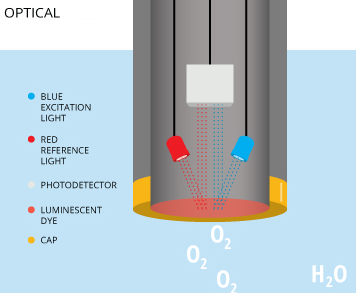 OPTICAL
BLUE
EXCITATION
LIGHT
RED
REFERENCE
LIGHT
PHOTODETECTOR
LUMINESCENT
DYE
CAP
O₂
O₂
O₂
H₂O